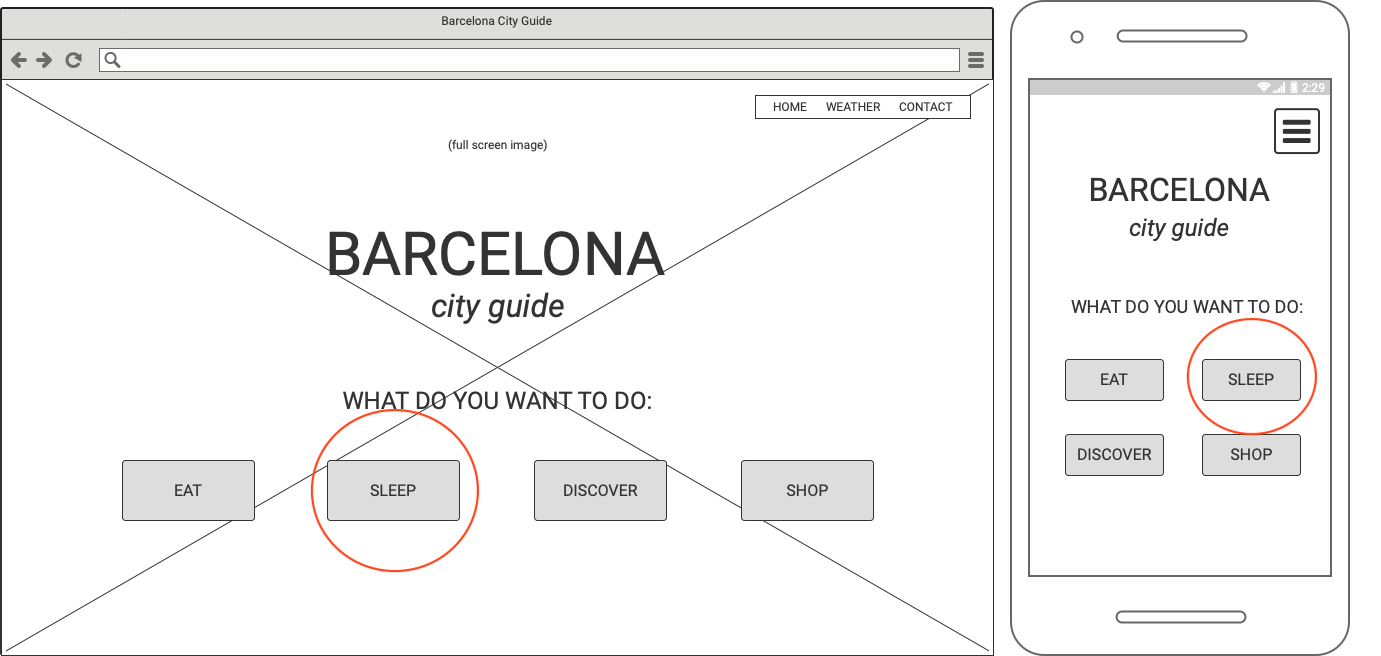 Barcelona City Guide
HOME WEATHER CONTACT
(full screen image)
BARCELONA
city guide
WHAT DO YOU WANT TO DO:
EAT SLEEP DISCOVER SHOP
2:29
BARCELONA
city guide
WHAT DO YOU WANT TO DO:
EAT SLEEP
DISCOVER SHOP